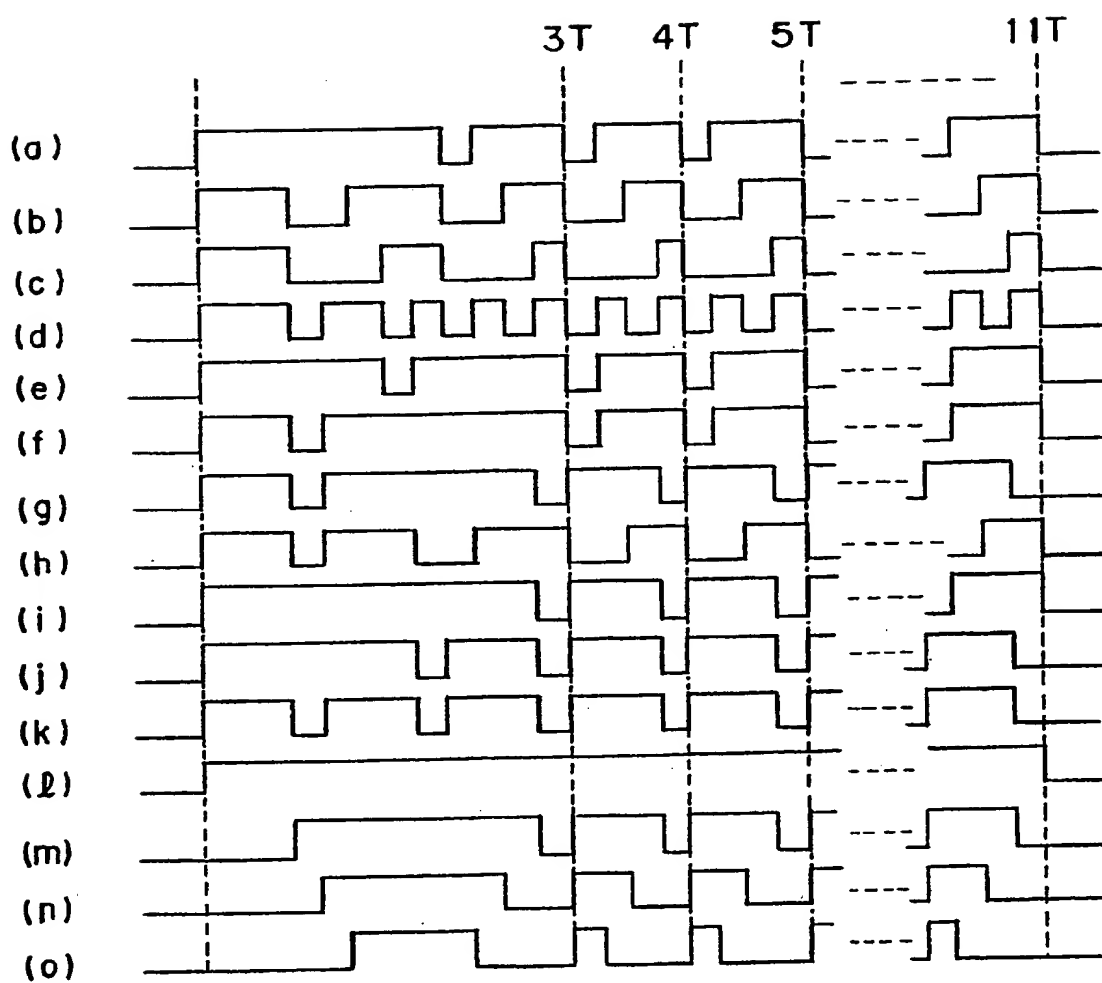 3T 4T 5T 11T
(a)
(b)
(c)
(d)
(e)
(f)
(g)
(h)
(i)
(j)
(k)
(ℓ)
(m)
(n)
(o)